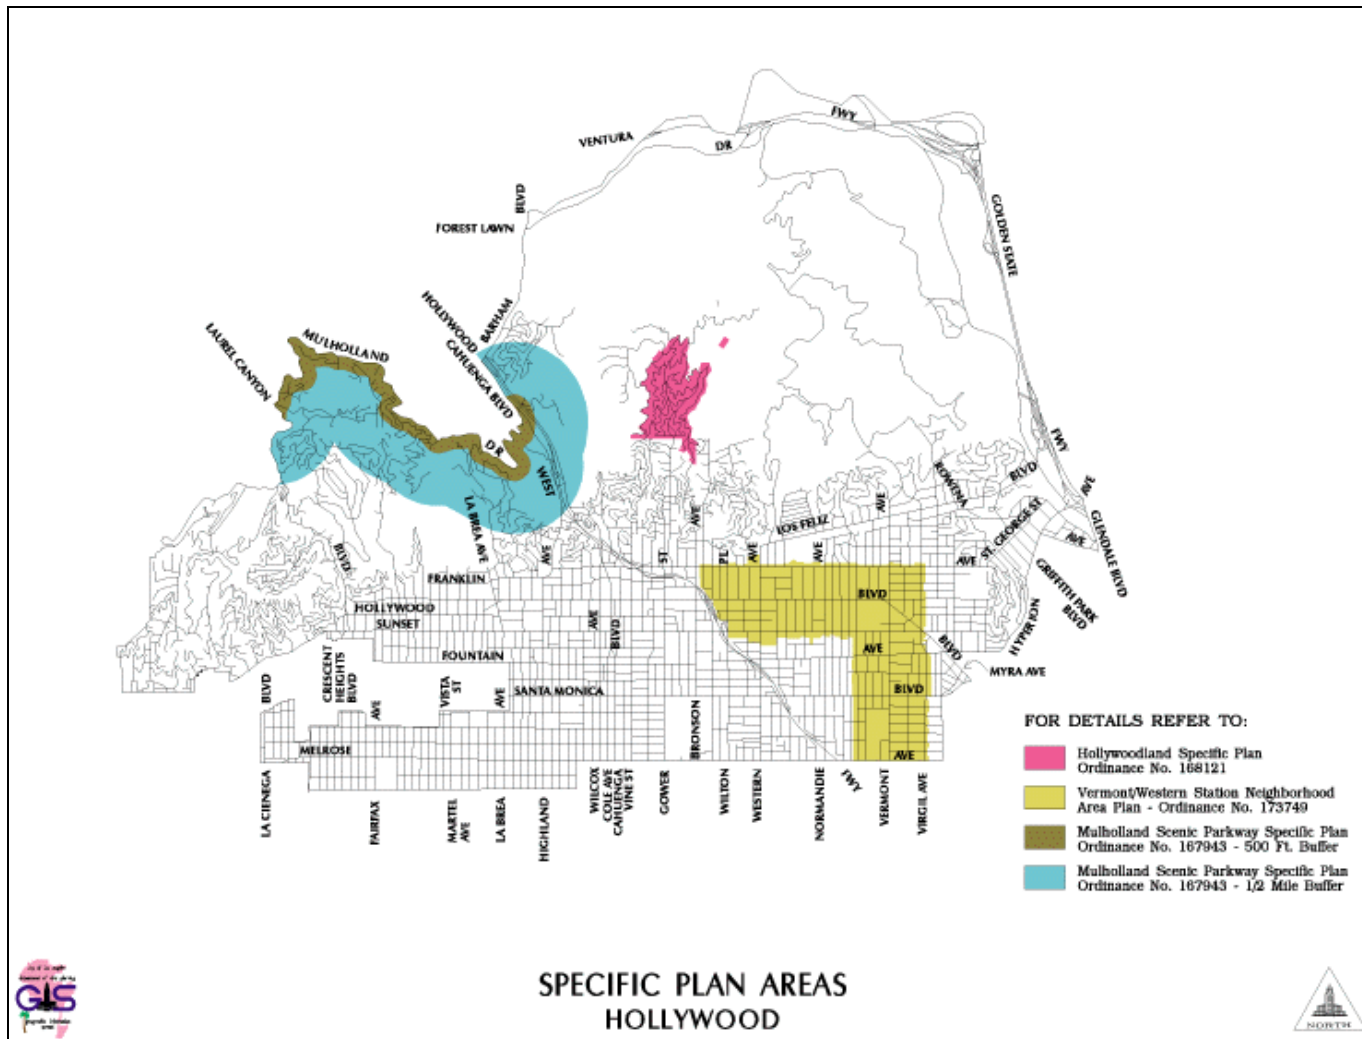 FWY
VENTURA
DR
BLVD
FOREST LAWN
GOLDEN STATE
HOLLYWOOD
BARHAM
LAUREL CANYON
MULHOLLAND
CAHUENGA BLVD
DR
WEST
FWY
ROWENA
BLVD
AVE
LA BREA AVE
AVE
AVE
LOS FELIZ
ST. GEORGE ST
GLENDALE BLVD
AVE
BLVD
AVE
ST
PL
AVE
AVE
AVE
FRANKLIN
GRIFFITH PARK
BLVD
HOLLYWOOD
BLVD
SUNSET
AVE
BLVD
HYPERION
FOUNTAIN
AVE
BLVD
MYRA AVE
BLVD
CRESCENT
HEIGHTS
BLVD
VISTA
ST
AVE
SANTA MONICA
BLVD
AVE
BRONSON
MELROSE
AVE
LA CIENEGA
FAIRFAX
MARTEL
AVE
LA BREA
HIGHLAND
WILCOX
COLE AVE
CAHUENGA
VINE ST
GOWER
WILTON
WESTERN
NORMANDIE
FWY
VERMONT
VIRGIL AVE
FOR DETAILS REFER TO:
Hollywoodland Specific Plan
Ordinance No. 168121
Vermont/Western Station Neighborhood
Area Plan - Ordinance No. 173749
Mulholland Scenic Parkway Specific Plan
Ordinance No. 167943 - 500 Ft. Buffer
Mulholland Scenic Parkway Specific Plan
Ordinance No. 167943 - 1/2 Mile Buffer
GIS
SPECIFIC PLAN AREAS
HOLLYWOOD
NORTH